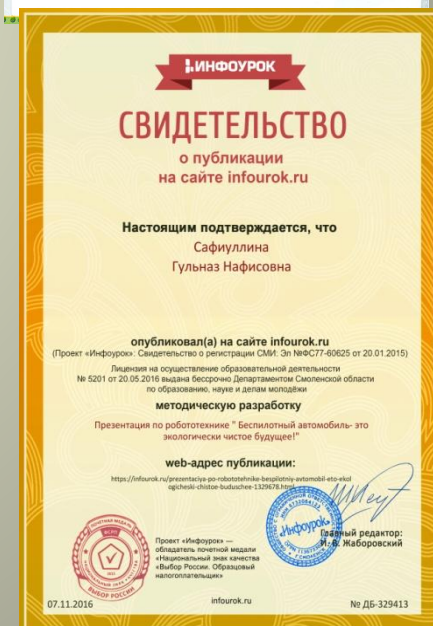 ИНФОУРОК
СВИДЕТЕЛЬСТВО
о публикации
на сайте infourok.ru
Настоящим подтверждается, что
Сафиуллина
Гульназ Нафисовна
опубликовал(а) на сайте infourok.ru
(Проект «Инфоурок»: Свидетельство о регистрации СМИ: Эл №ФС77-60625 от 20.01.2015)
Лицензия на осуществление образовательной деятельности
№ 5201 от 20.05.2016 выдана бессрочно Департаментом Смоленской области
по образованию, науке и делам молодёжи
методическую разработку
Презентация по робототехнике " Беспилотный автомобиль- это
экологически чистое будущее!"
web-адрес публикации:
https://infourok.ru/prezentaciya-po-robototehnike-bespilotniy-avtomobil-eto-ekol
ogicheski-chistoe-buduschee-1329678.html
Проект «Инфоурок» —
обладатель почетной медали
«Национальный знак качества
«Выбор России. Образцовый
налогоплательщик»
ПОЧЕТНАЯ МЕДАЛЬ
ВЫБОР РОССИИ
«Инфоурок»
Главный редактор:
И. В. Жаборовский
07.11.2016
infourok.ru
№ ДБ-329413